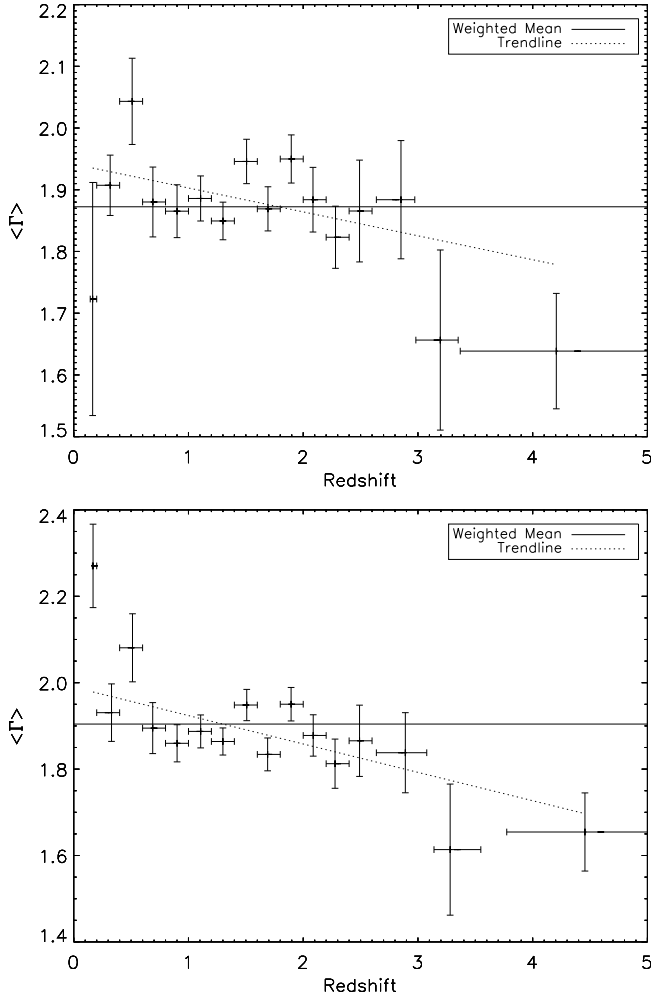 2.2
2.1
2.0
1.9
1.8
1.7
1.6
1.5
<Γ>
Weighted Mean
Trendline
0 1 2 3 4 5
Redshift
2.4
2.2
2.0
1.8
1.6
1.4
<Γ>
Weighted Mean
Trendline
0 1 2 3 4 5
Redshift